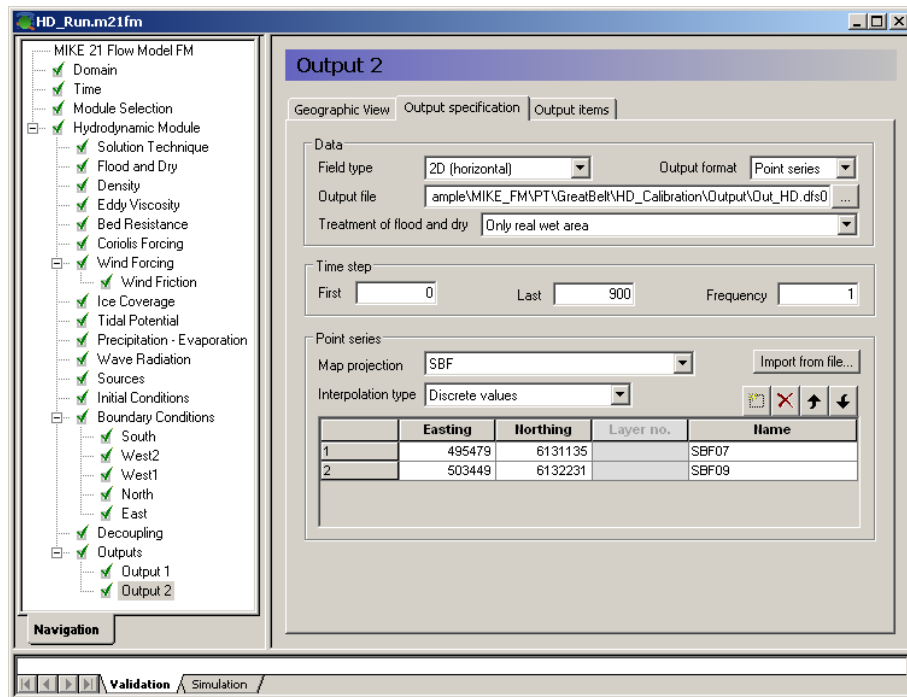 HD_Run.m21fm
MIKE 21 Flow Model FM
Domain
Time
Module Selection
Hydrodynamic Module
Solution Technique
Flood and Dry
Density
Eddy Viscosity
Bed Resistance
Coriolis Forcing
Wind Forcing
Wind Friction
Ice Coverage
Tidal Potential
Precipitation - Evaporation
Wave Radiation
Sources
Initial Conditions
Boundary Conditions
South
West2
West1
North
East
Decoupling
Outputs
Output 1
Output 2
Navigation
Output 2
Geographic View Output specification Output items
Data
Field type 2D (horizontal) Output format Point series
Output file ample\MIKE_FM\PT\GreatBelt\HD_Calibration\Output\Out_HD.dfs0 ...
Treatment of flood and dry Only real wet area
Time step
First 0 Last 900 Frequency 1
Point series
Map projection SBF Import from file...
Interpolation type Discrete values
Easting Northing Layer no. Name
1 495479 6131135 SBF07
2 503449 6132231 SBF09
Validation Simulation